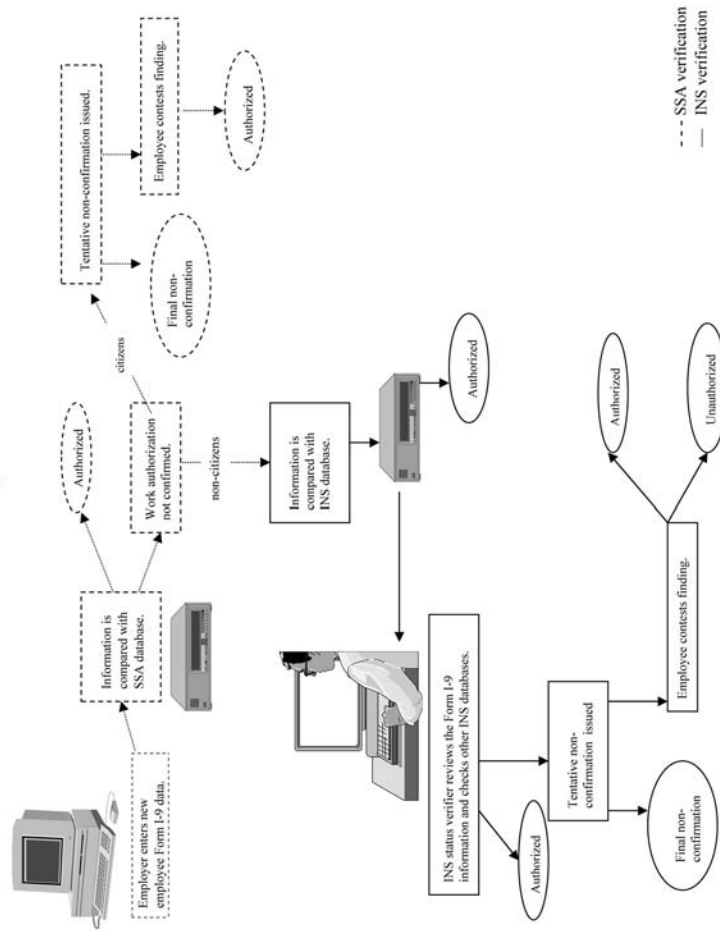 Employer enters new
employee Form I-9 data.
Information is
compared with
SSA database.
Authorized
Work authorization
not confirmed.
citizens
Tentative non-confirmation issued.
Final non-
confirmation
Employee contests finding.
Authorized
non-citizens
Information is
compared with
INS database.
Authorized
INS status verifier reviews the Form I-9
information and checks other INS databases.
Authorized
Tentative non-
confirmation issued
Final non-
confirmation
Employee contests finding.
Authorized
Unauthorized
SSA verification
INS verification